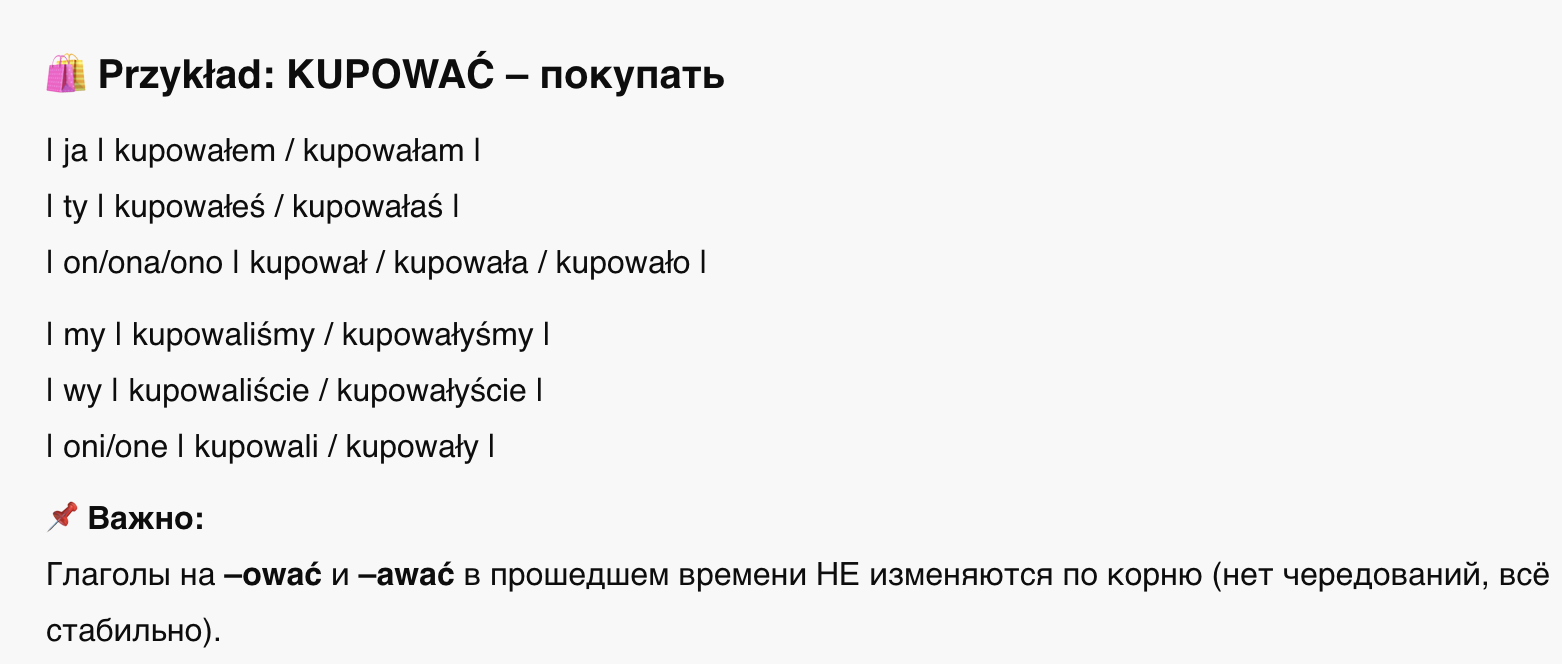 🛍️ Przykład: KUPOWAĆ – покупать
| ja | kupowałem / kupowałam |
| ty | kupowałeś / kupowałaś |
| on/ona/ono | kupował / kupowała / kupowało |
| my | kupowaliśmy / kupowałyśmy |
| wy | kupowaliście / kupowałyście |
| oni/one | kupowali / kupowały |
📌 Важно:
Глаголы на –ować и –awać в прошедшем времени НЕ изменяются по корню (нет чередований, всё
стабильно).